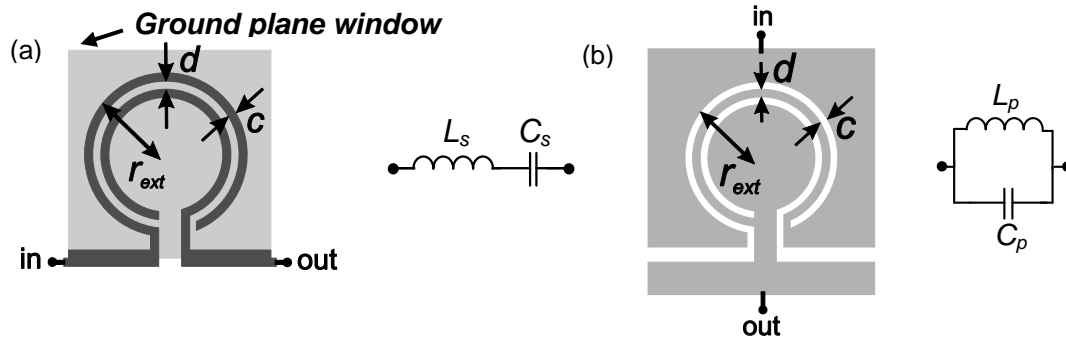 Ground plane window
(a)
d
c
r_ext
in
out
L_s
C_s
in
(b)
d
c
r_ext
out
L_p
C_p